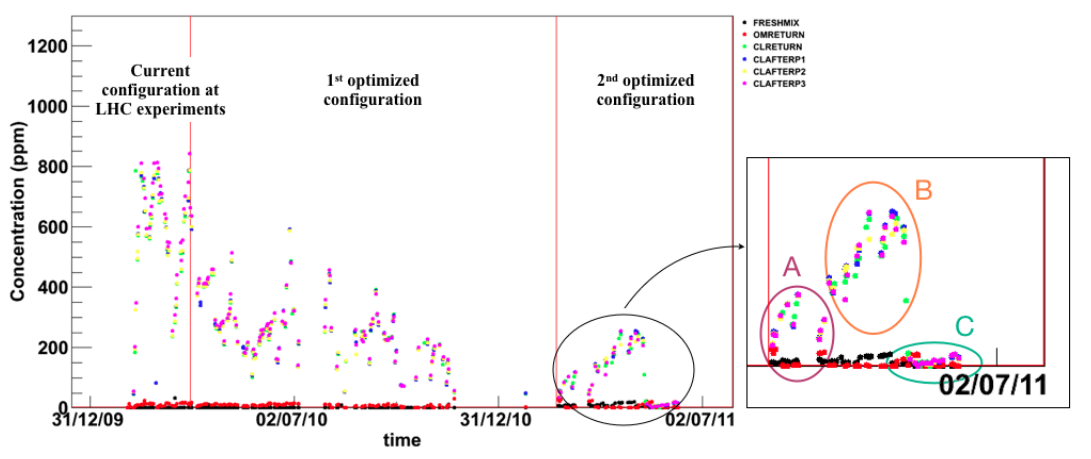 1200
1000
800
600
400
200
0
Concentration (ppm)
Current
configuration at
LHC experiments
1st optimized
configuration
2nd optimized
configuration
FRESHMIX
OMRETURN
CLRETURN
CLAFTERP1
CLAFTERP2
CLAFTERP3
31/12/09
02/07/10
31/12/10
02/07/11
time
A
B
C
02/07/11